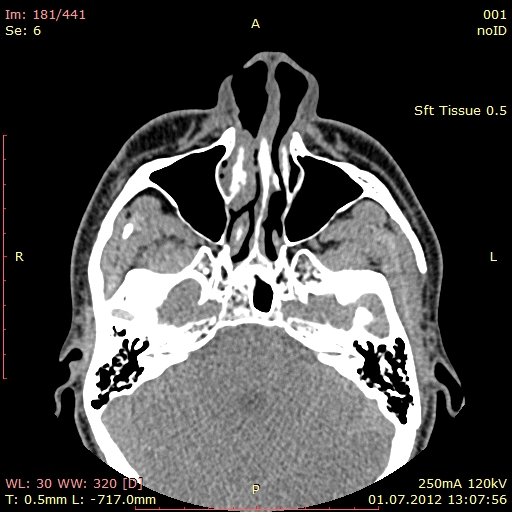 Im: 181/441
Se: 6
A
001
noID
Sft Tissue 0.5
R
L
WL: 30 WW: 320 [D]
T: 0.5mm L: -717.0mm
P
250mA 120kV
01.07.2012 13:07:56